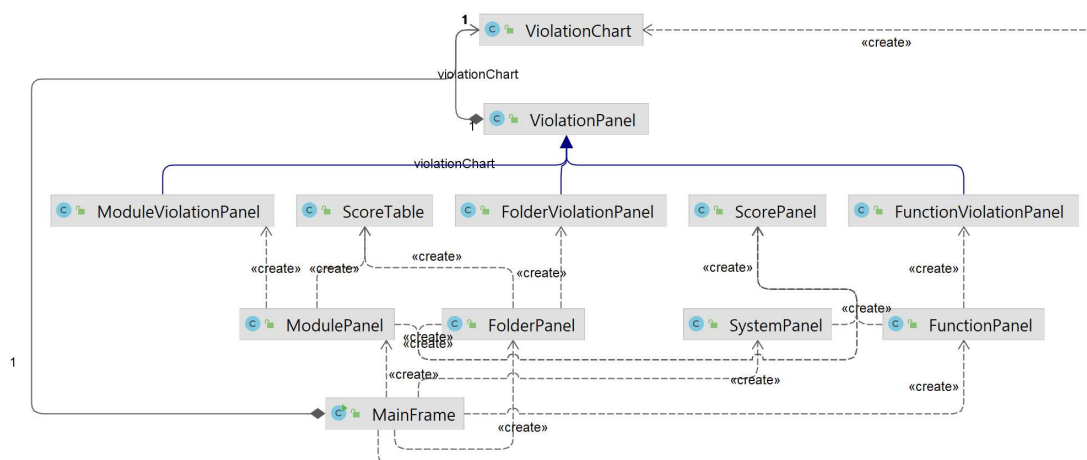 1
C ViolationChart
«create»
violationChart
C ViolationPanel
1
violationChart
C ModuleViolationPanel
C ScoreTable
C FolderViolationPanel
C ScorePanel
C FunctionViolationPanel
«create»
«create»
«create»
«create»
«create»
«create»
C ModulePanel
C FolderPanel
C SystemPanel
C FunctionPanel
«create»
«create»
«create»
1
«create»
«create»
«create»
C MainFrame
«create»